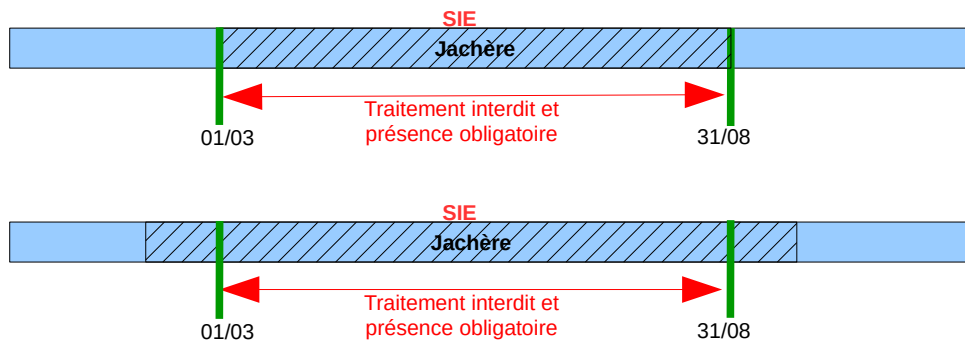 SIE
Jachère
Traitement interdit et
présence obligatoire
01/03
31/08
SIE
Jachère
Traitement interdit et
présence obligatoire
01/03
31/08